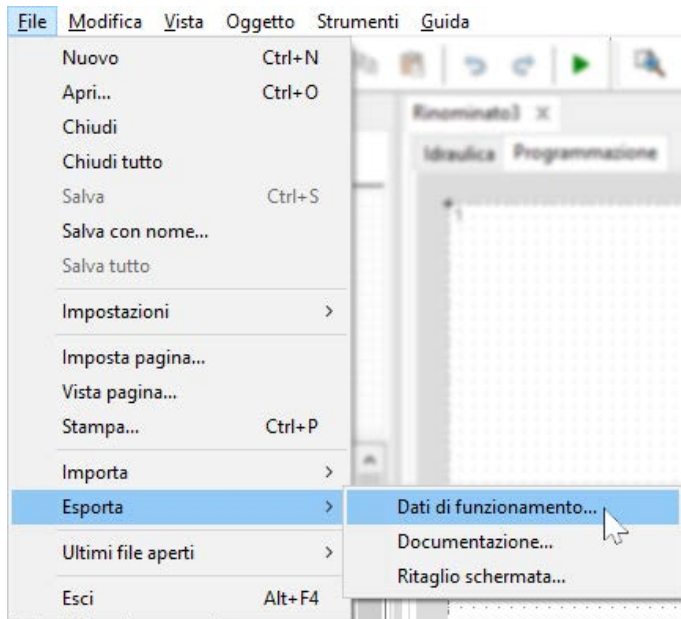 File Modifica Vista Oggetto Strumenti Guida
Nuovo Ctrl+N
Apri... Ctrl+O
Chiudi
Chiudi tutto
Salva Ctrl+S
Salva con nome...
Salva tutto
Impostazioni
Imposta pagina...
Vista pagina...
Stampa... Ctrl+P
Importa
Esporta
Ultimi file aperti
Esci Alt+F4
Dati di funzionamento...
Documentazione...
Ritaglio schermata...
Rinominato3
Idraulica Programmazione
1